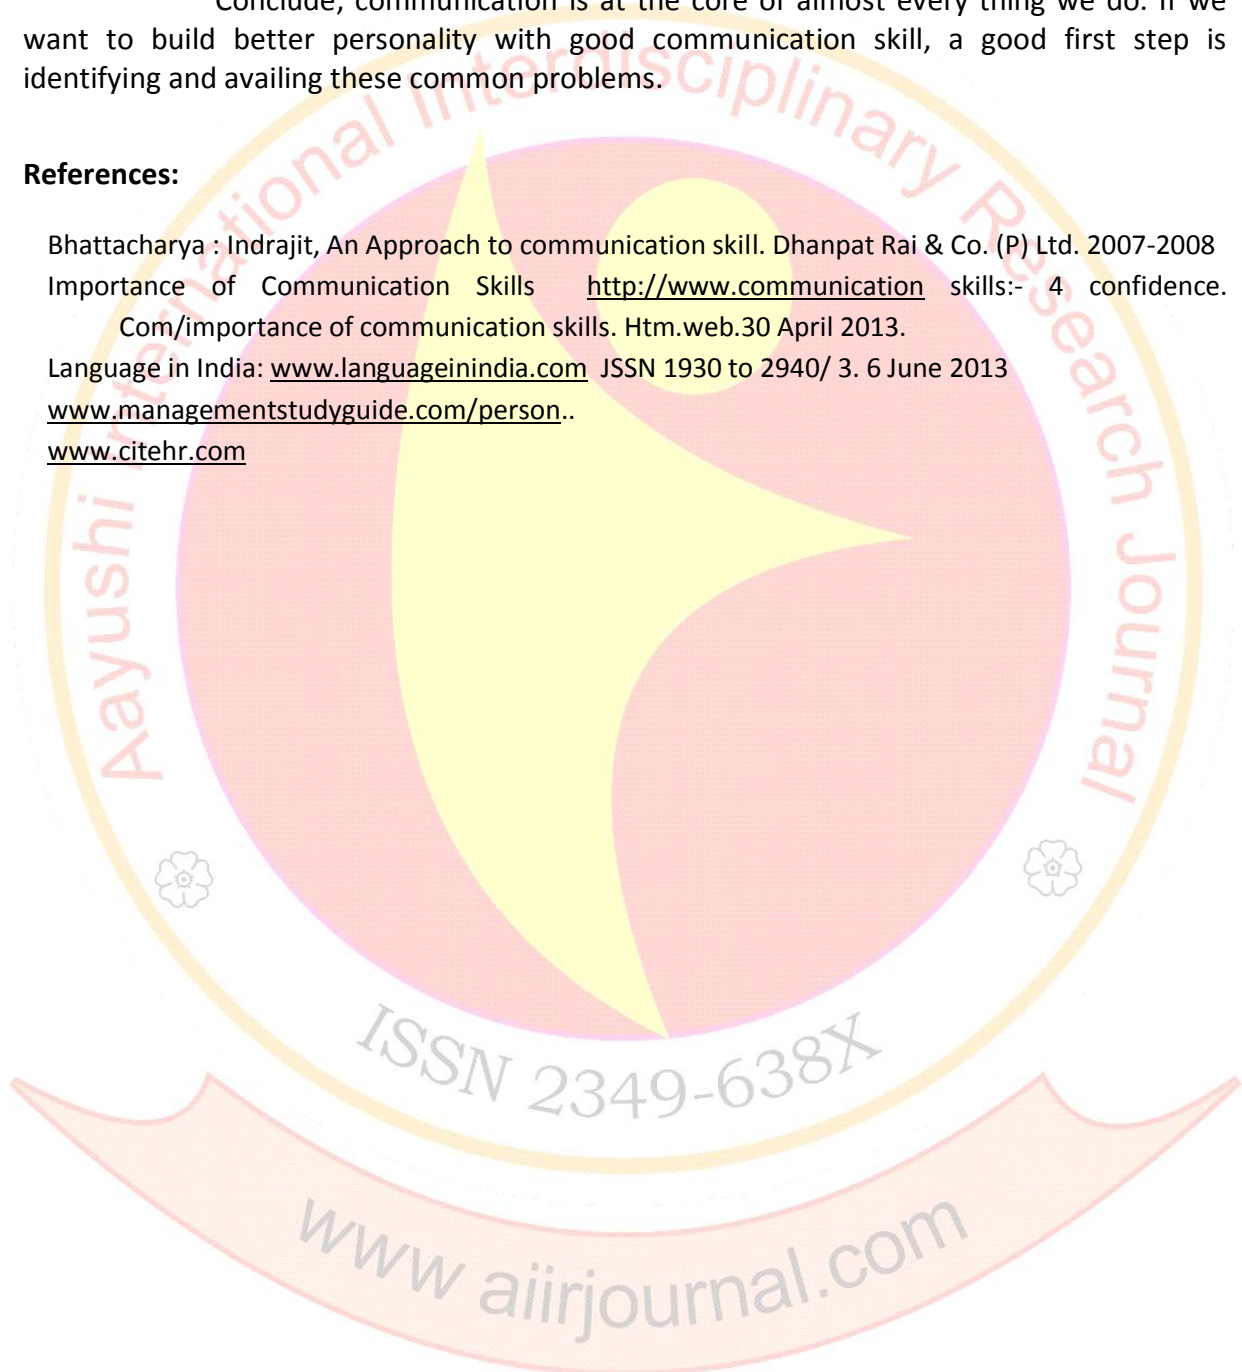 Conclude, communication is at the core of almost every thing we do. If we
want to build better personality with good communication skill, a good first step is
identifying and availing these common problems.
References:
Bhattacharya : Indrajit, An Approach to communication skill. Dhanpat Rai & Co. (P) Ltd. 2007-2008
Importance of Communication Skills http://www.communication skills:- 4 confidence.
Com/importance of communication skills. Htm.web.30 April 2013.
Language in India: www.languageinindia.com JSSN 1930 to 2940/ 3. 6 June 2013
www.managementstudyguide.com/person..
www.citehr.com
Aayushi International Interdisciplinary Research Journal
ISSN 2349-638X
www aiirjournal.com